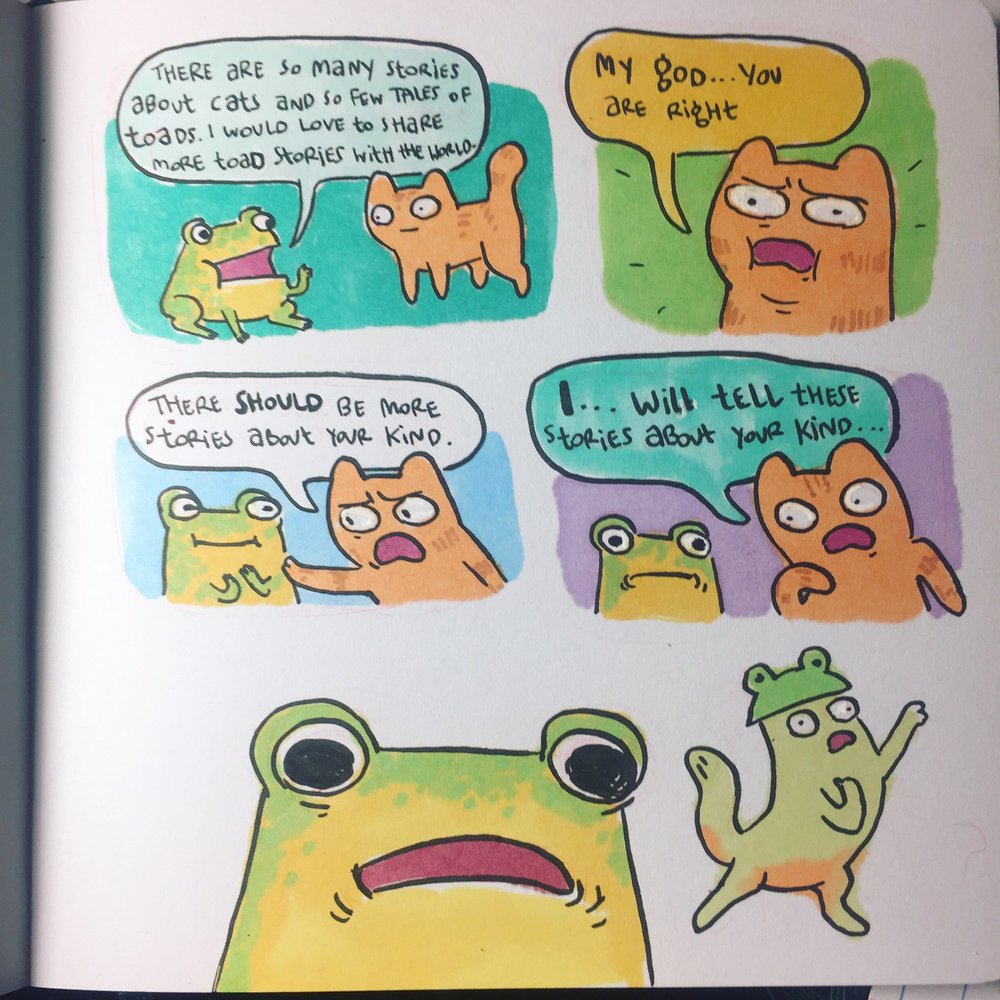 THERE ARE SO MANY STORIES
ABOUT CATS AND SO FEW TALES OF
TOADS. I WOULD LOVE TO SHARE
MORE TOAD STORIES WITH THE WORLD.
MY GOD...YOU
ARE RIGHT
THERE SHOULD BE MORE
STORIES ABOUT YOUR KIND.
I... WILL TELL THESE
STORIES ABOUT YOUR KIND...